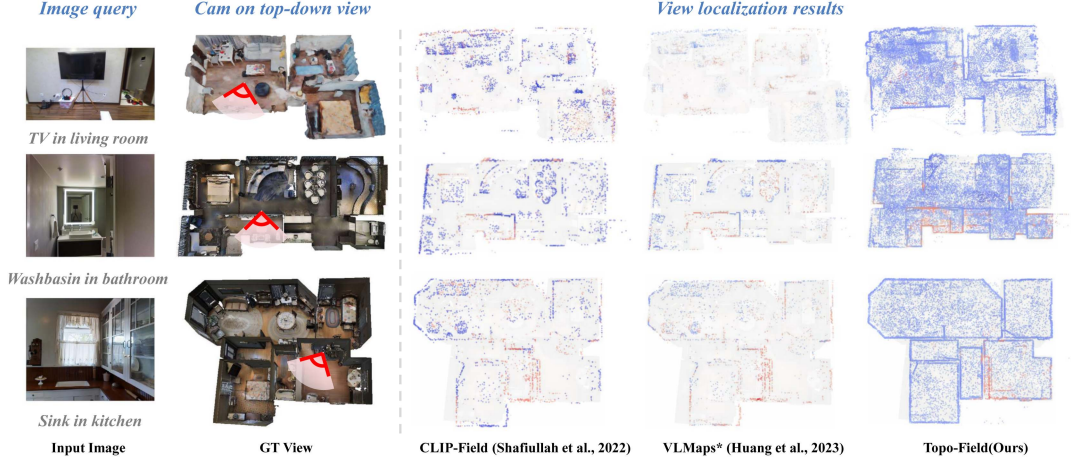 Image query
Cam on top-down view
View localization results
TV in living room
Washbasin in bathroom
Sink in kitchen
Input Image
GT View
CLIP-Field (Shafiullah et al., 2022)
VLMaps* (Huang et al., 2023)
Topo-Field(Ours)